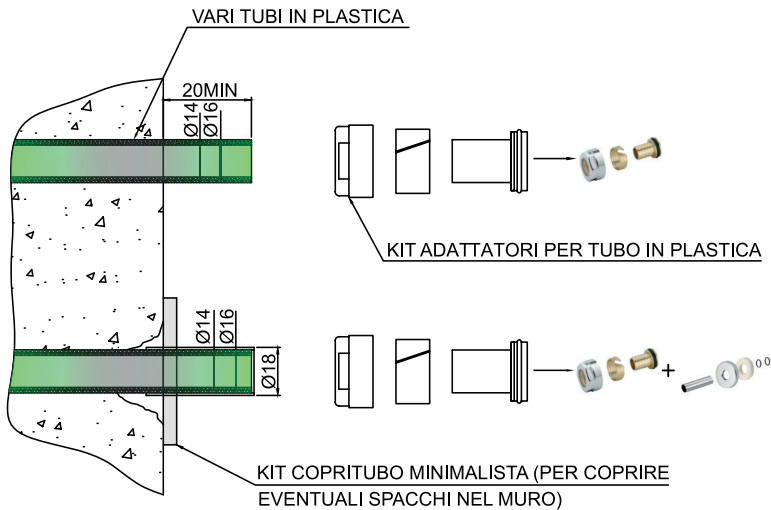 VARI TUBI IN PLASTICA
20MIN
Ø14
Ø16
KIT ADATTATORI PER TUBO IN PLASTICA
Ø14
Ø16
Ø18
+
KIT COPRITUBO MINIMALISTA (PER COPRIRE
EVENTUALI SPACCHI NEL MURO)